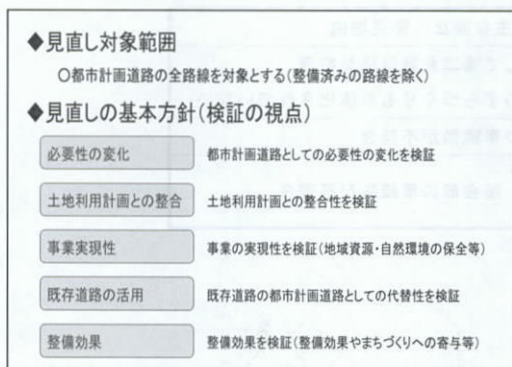 ◆見直し対象範囲
○都市計画道路の全路線を対象とする(整備済みの路線を除く)
◆見直しの基本方針(検証の視点)
必要性の変化 都市計画道路としての必要性の変化を検証
土地利用計画との整合 土地利用計画との整合性を検証
事業実現性 事業の実現性を検証(地域資源・自然環境の保全等)
既存道路の活用 既存道路の都市計画道路としての代替性を検証
整備効果 整備効果を検証(整備効果やまちづくりへの寄与等)